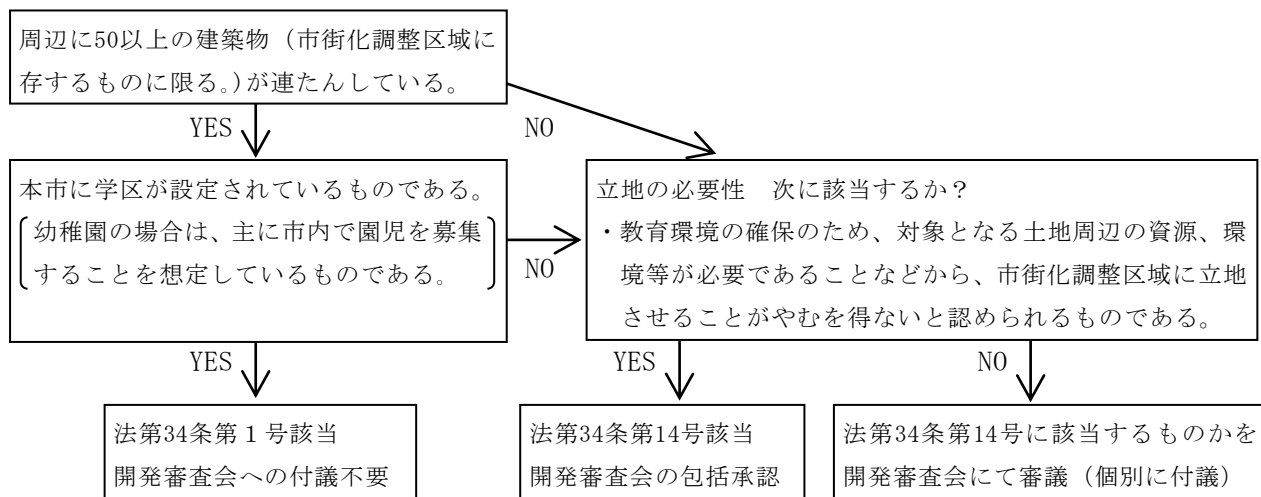 周辺に50以上の建築物（市街化調整区域に
存するものに限る。）が連たんしている。
YES
NO
本市に学区が設定されているものである。
幼稚園の場合は、主に市内で園児を募集
することを想定しているものである。
NO
立地の必要性　次に該当するか？
・教育環境の確保のため、対象となる土地周辺の資源、環
境等が必要であることなどから、市街化調整区域に立地
させることがやむを得ないと認められるものである。
YES
YES
NO
法第34条第１号該当
開発審査会への付議不要
法第34条第14号該当
開発審査会の包括承認
法第34条第14号に該当するものかを
開発審査会にて審議（個別に付議）